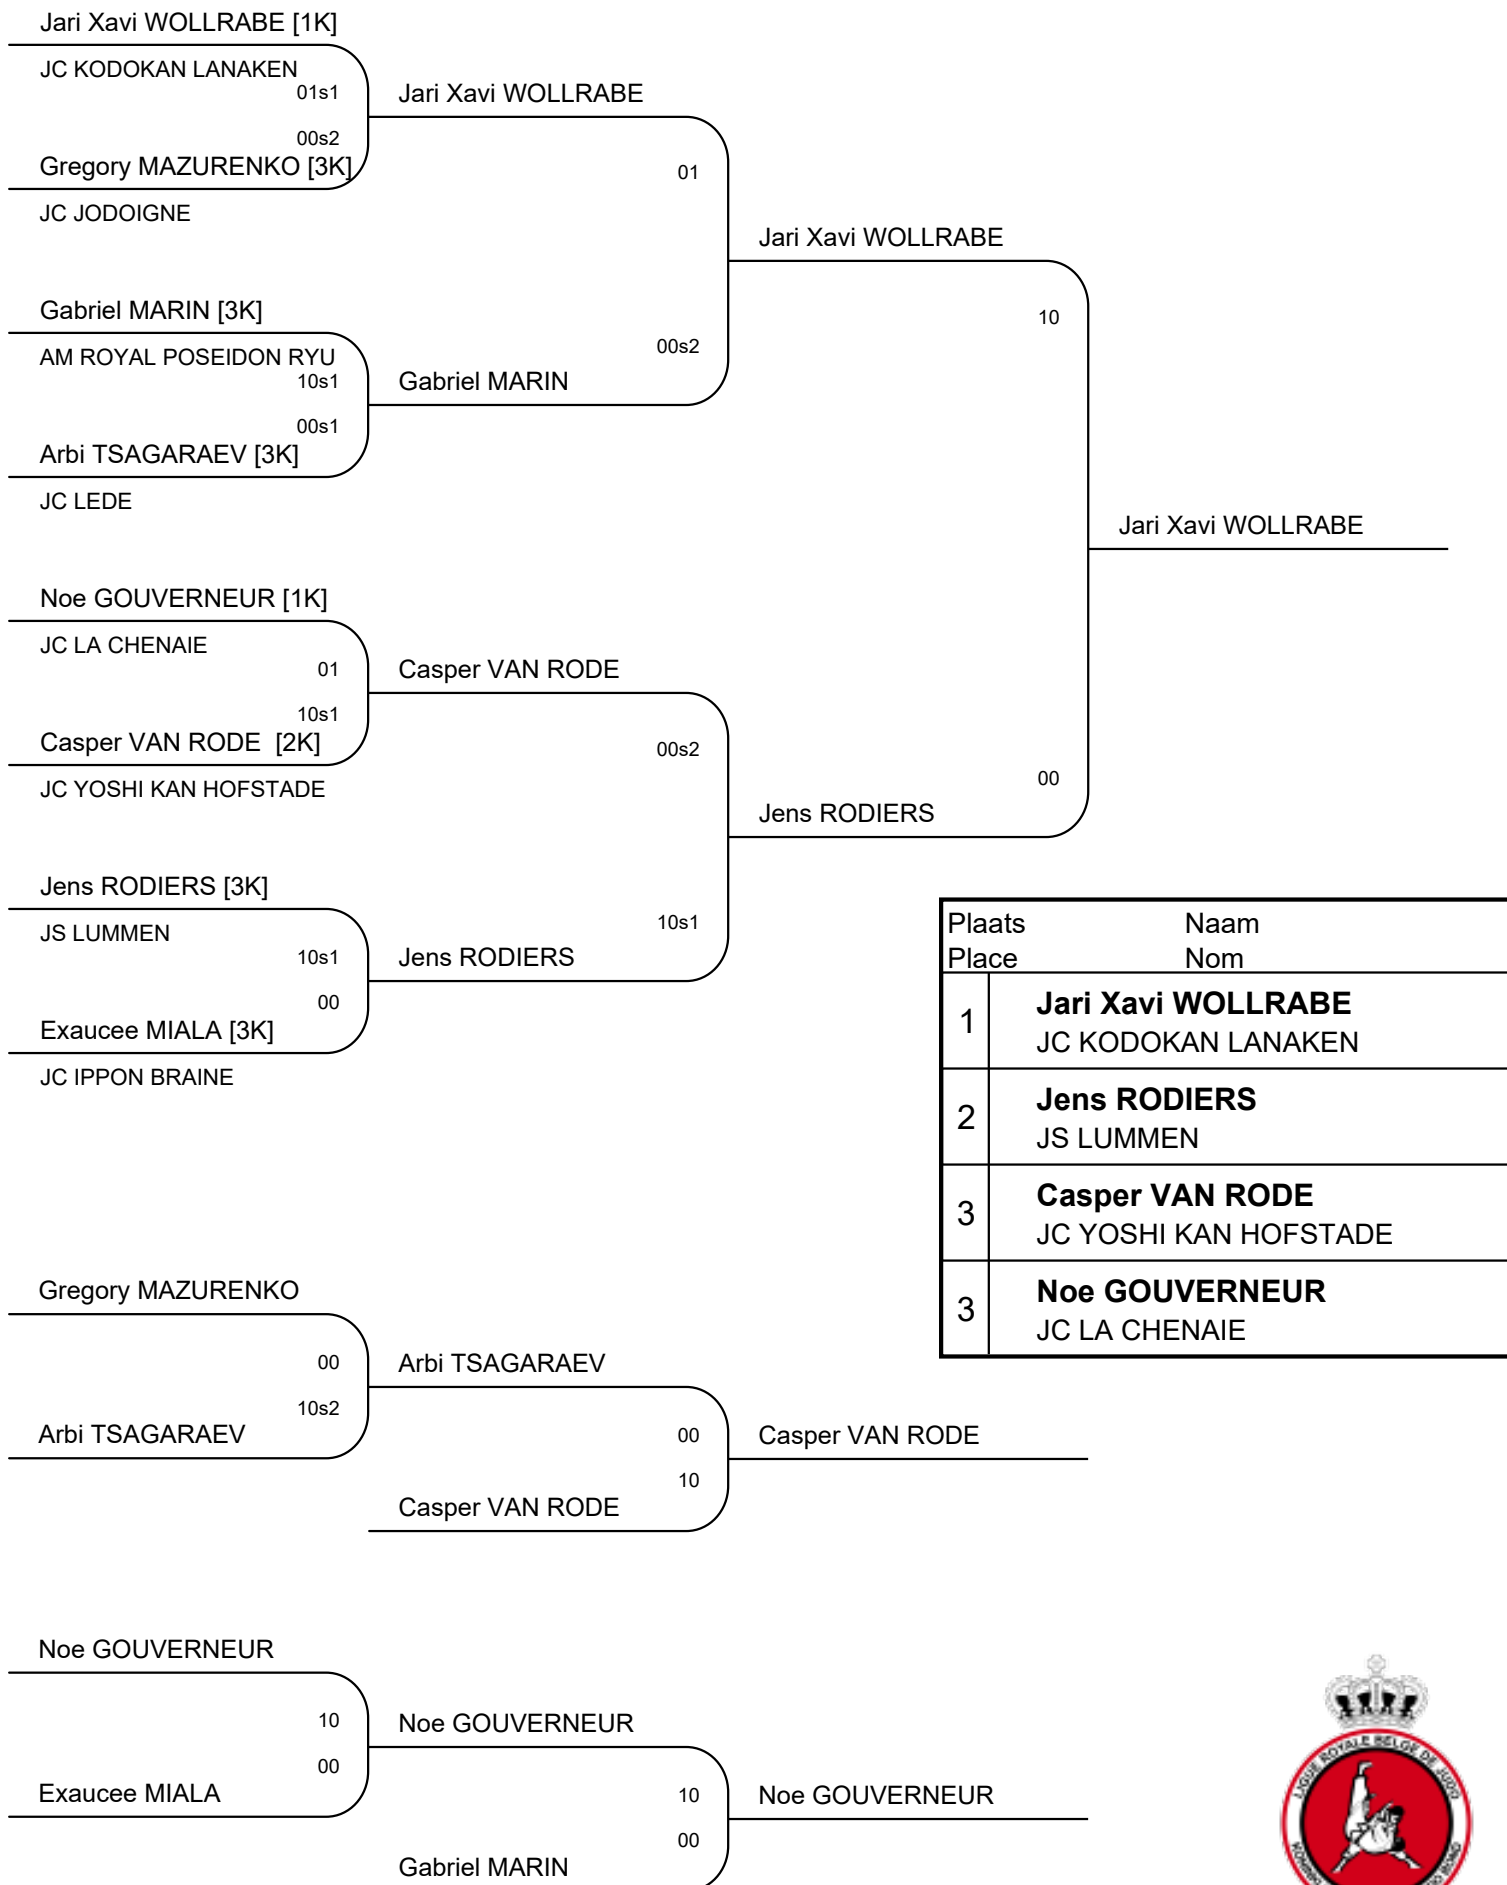 Jari Xavi WOLLRABE [1K]
JC KODOKAN LANAKEN
01s1
Jari Xavi WOLLRABE
00s2
Gregory MAZURENKO [3K]
01
JC JODOIGNE
Jari Xavi WOLLRABE
Gabriel MARIN [3K]
10
AM ROYAL POSEIDON RYU
00s2
10s1
Gabriel MARIN
00s1
Arbi TSAGARAEV [3K]
JC LEDE
Jari Xavi WOLLRABE
Noe GOUVERNEUR [1K]
JC LA CHENAIE
01
Casper VAN RODE
10s1
Casper VAN RODE [2K]
00s2
JC YOSHI KAN HOFSTADE
00
Jens RODIERS
Jens RODIERS [3K]
JS LUMMEN
10s1
10s1
Jens RODIERS
00
Exaucee MIALA [3K]
JC IPPON BRAINE
Plaats Naam
Place Nom
1 Jari Xavi WOLLRABE
JC KODOKAN LANAKEN
2 Jens RODIERS
JS LUMMEN
3 Casper VAN RODE
JC YOSHI KAN HOFSTADE
3 Noe GOUVERNEUR
JC LA CHENAIE
Gregory MAZURENKO
00
Arbi TSAGARAEV
10s2
Arbi TSAGARAEV
00
Casper VAN RODE
10
Casper VAN RODE
Noe GOUVERNEUR
10
Noe GOUVERNEUR
00
Exaucee MIALA
10
Noe GOUVERNEUR
00
Gabriel MARIN
LIGUE ROYALE BELGE DE JUDO